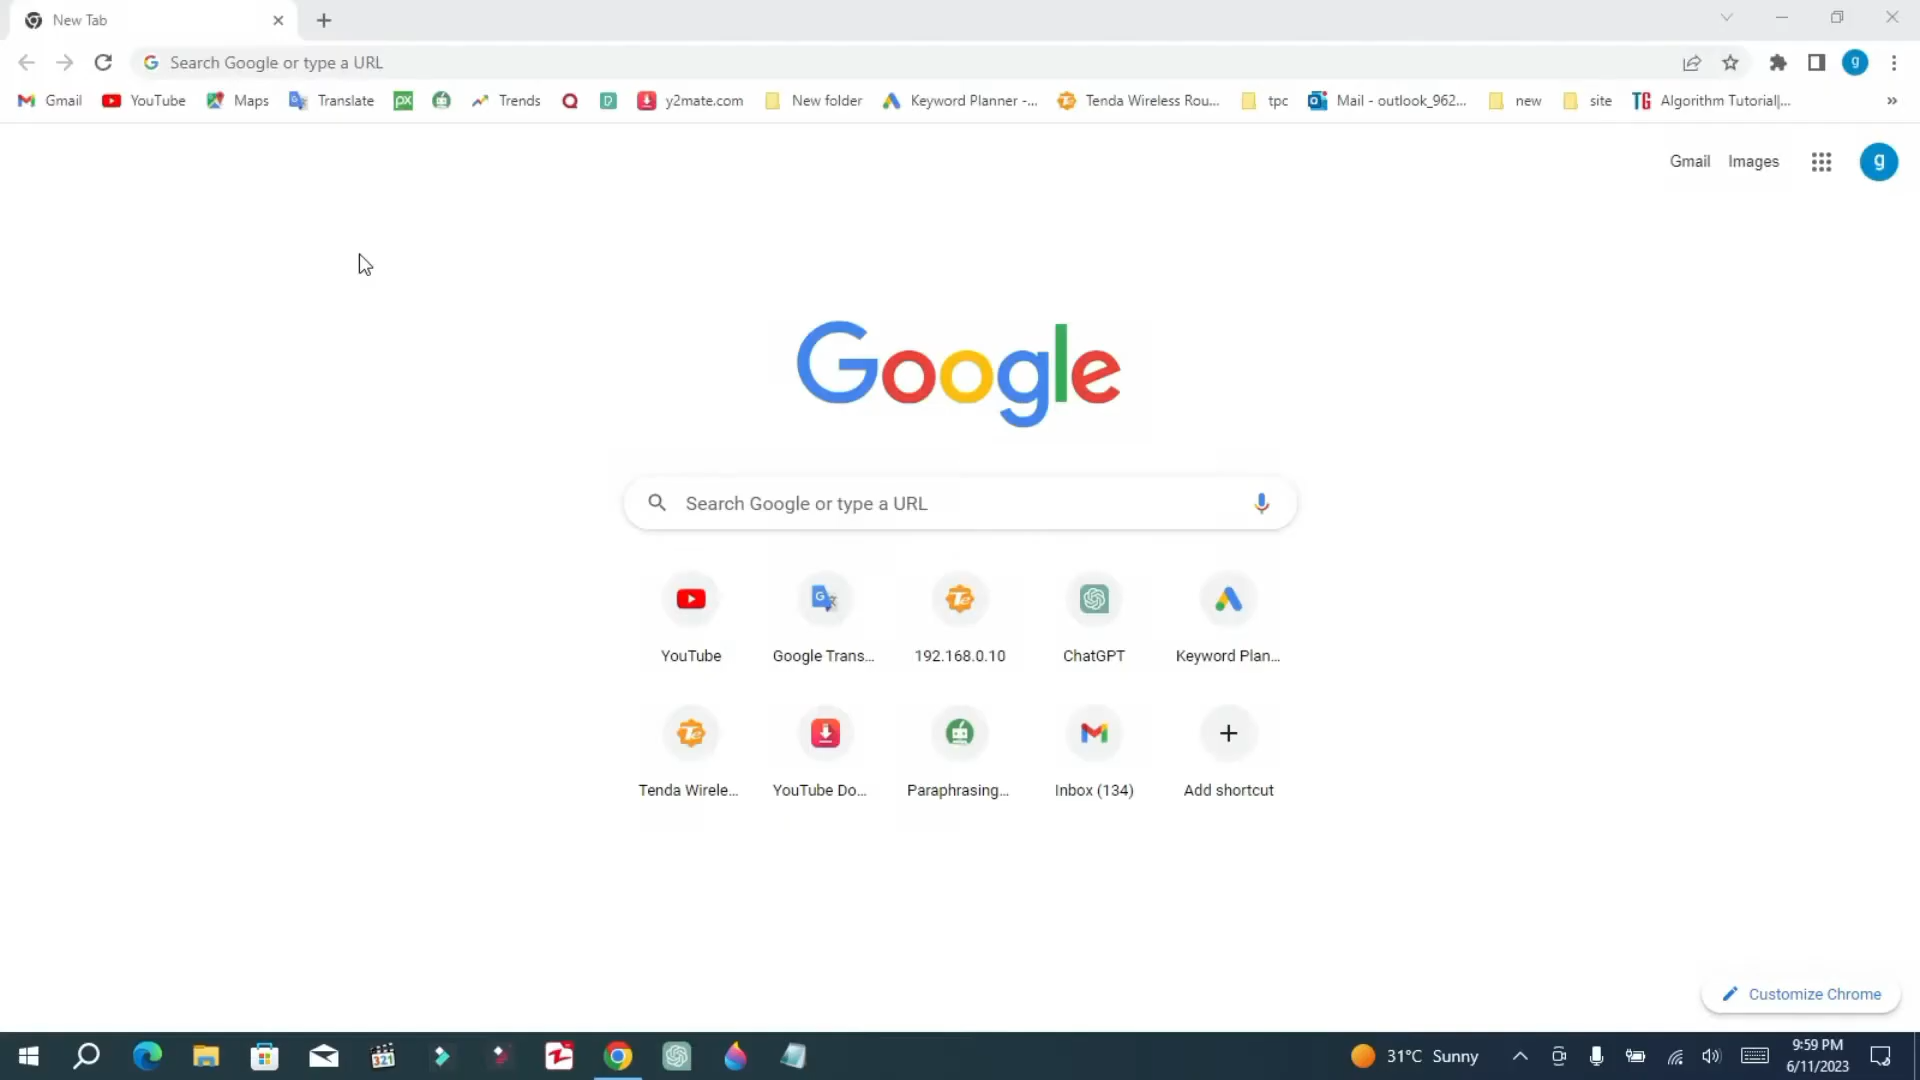 New Tab
Search Google or type a URL
g
Gmail YouTube Maps Translate px Trends D y2mate.com New folder Keyword Planner -... Tenda Wireless Rou... tpc Mail - outlook_962... new site TG Algorithm Tutorial|... »
Gmail Images g
Google
Search Google or type a URL
YouTube Google Trans... 192.168.0.10 ChatGPT Keyword Plan...
Tenda Wirele... YouTube Do... Paraphrasing... Inbox (134) Add shortcut
Customize Chrome
321
31°C Sunny
9:59 PM
6/11/2023